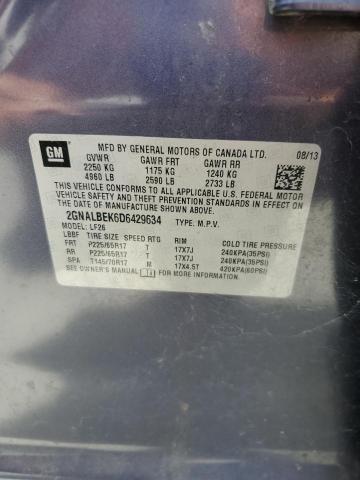 GM
MFD BY GENERAL MOTORS OF CANADA LTD. 08/13
GVWR GAWR FRT GAWR RR
2250 KG 1175 KG 1240 KG
4960 LB 2590 LB 2733 LB
THIS VEHICLE CONFORMS TO ALL APPLICABLE U.S. FEDERAL MOTOR
VEHICLE SAFETY AND THEFT PREVENTION STANDARDS IN
EFFECT ON THE DATE OF MANUFACTURE SHOWN ABOVE.
2GNALBEK6D6429634 TYPE: M.P.V.
MODEL: LF26
LBBF TIRE SIZE SPEED RTG RIM COLD TIRE PRESSURE
FRT P225/65R17 T 17X7J 240KPA(35PSI)
RR P225/65R17 T 17X7J 240KPA(35PSI)
SPA T145/70R17 M 17X4.5T 420KPA(60PSI)
SEE OWNER'S MANUAL FOR MORE INFORMATION.